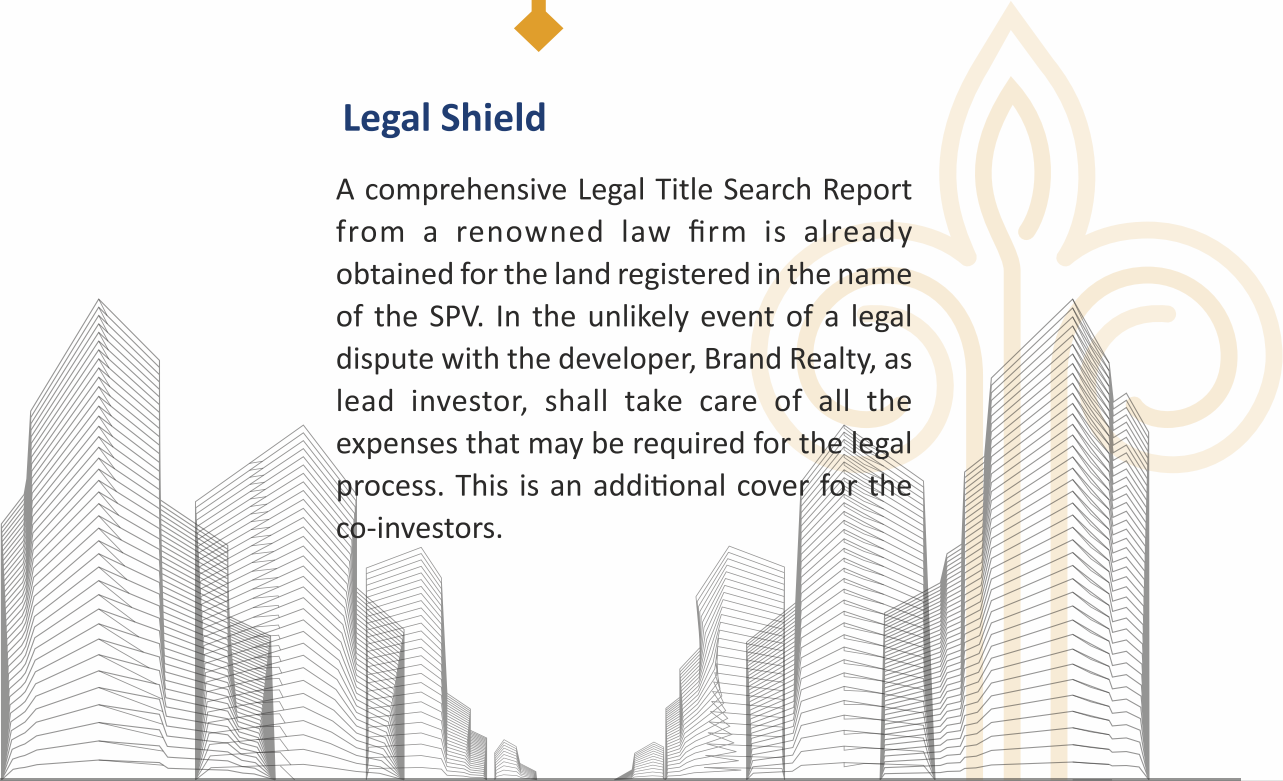 Legal Shield
A comprehensive Legal Title Search Report
from a renowned law firm is already
obtained for the land registered in the name
of the SPV. In the unlikely event of a legal
dispute with the developer, Brand Realty, as
lead investor, shall take care of all the
expenses that may be required for the legal
process. This is an additional cover for the
co-investors.